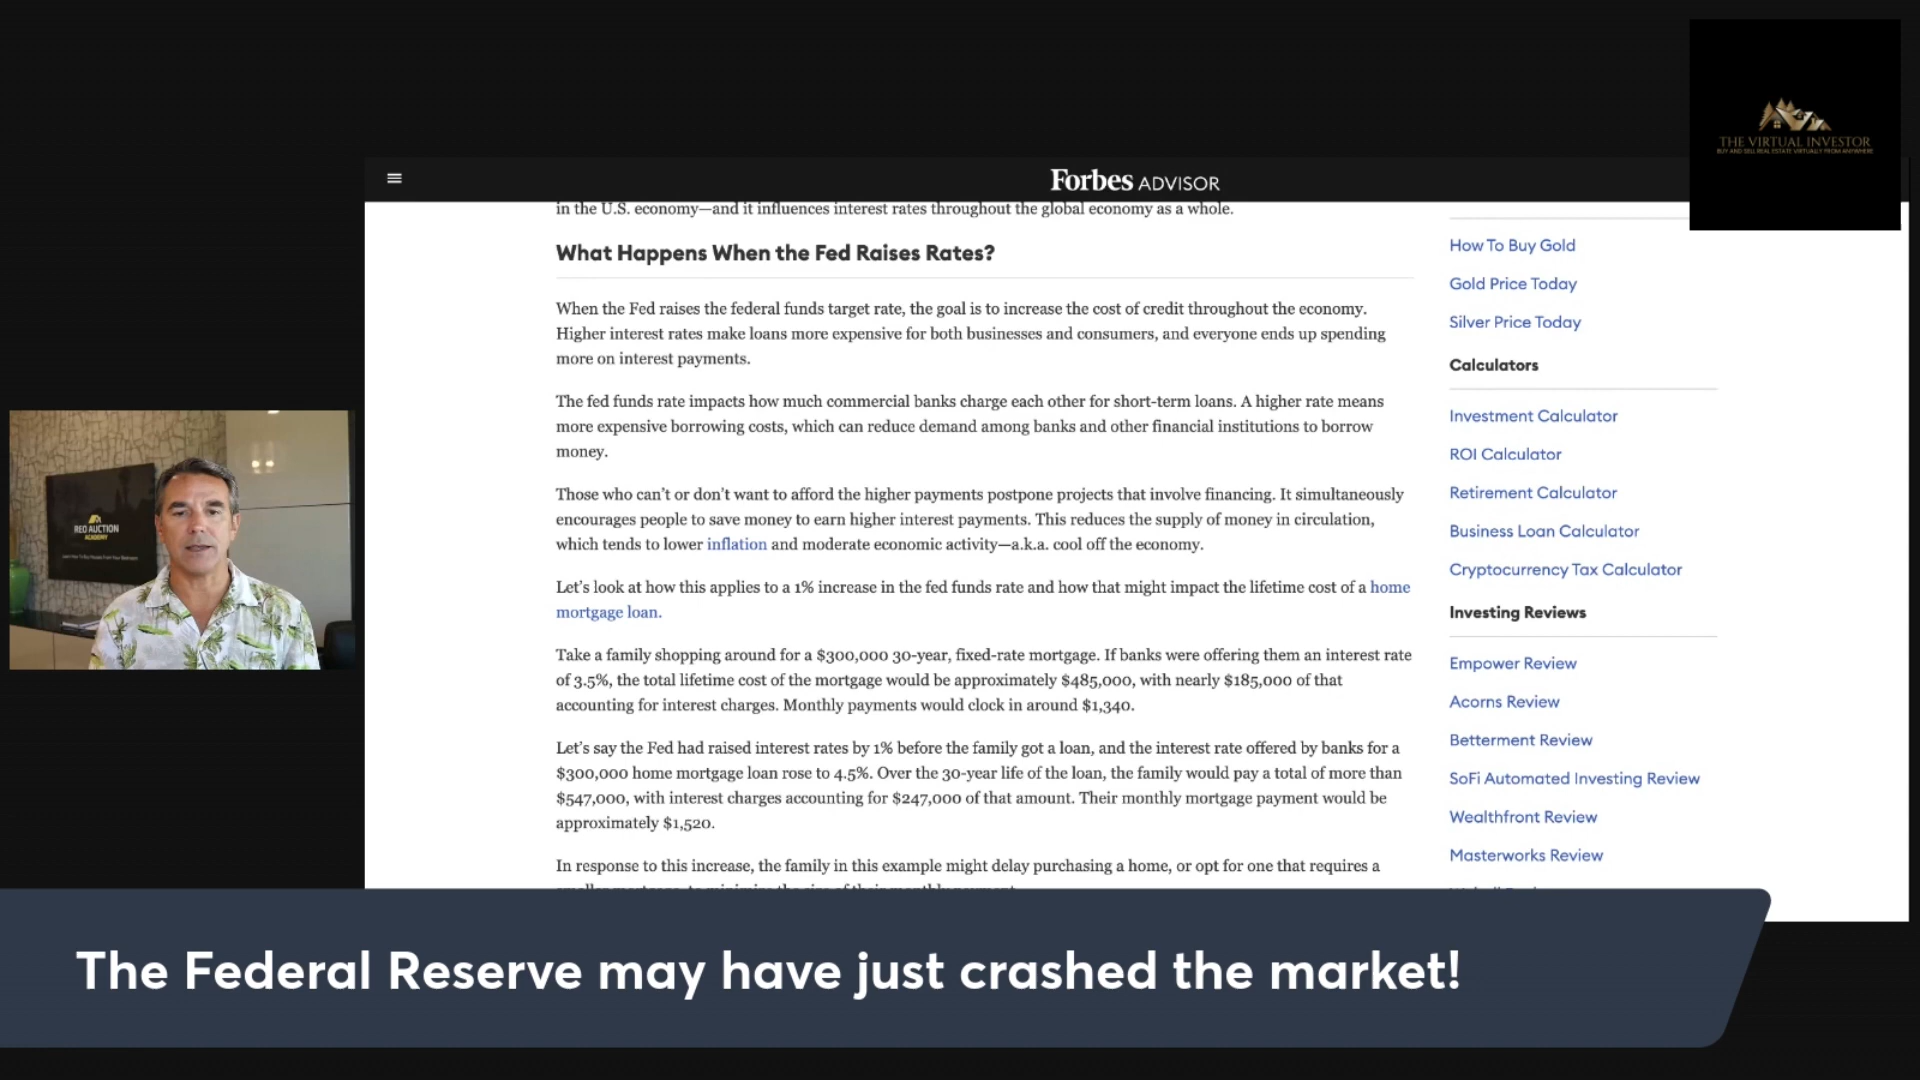 THE VIRTUAL INVESTOR
BUY AND SELL REAL ESTATE VIRTUALLY FROM ANYWHERE
Forbes ADVISOR
in the U.S. economy—and it influences interest rates throughout the global economy as a whole.
What Happens When the Fed Raises Rates?
When the Fed raises the federal funds target rate, the goal is to increase the cost of credit throughout the economy.
Higher interest rates make loans more expensive for both businesses and consumers, and everyone ends up spending
more on interest payments.
The fed funds rate impacts how much commercial banks charge each other for short-term loans. A higher rate means
more expensive borrowing costs, which can reduce demand among banks and other financial institutions to borrow
money.
Those who can't or don't want to afford the higher payments postpone projects that involve financing. It simultaneously
encourages people to save money to earn higher interest payments. This reduces the supply of money in circulation,
which tends to lower inflation and moderate economic activity—a.k.a. cool off the economy.
Let's look at how this applies to a 1% increase in the fed funds rate and how that might impact the lifetime cost of a home
mortgage loan.
Take a family shopping around for a $300,000 30-year, fixed-rate mortgage. If banks were offering them an interest rate
of 3.5%, the total lifetime cost of the mortgage would be approximately $485,000, with nearly $185,000 of that
accounting for interest charges. Monthly payments would clock in around $1,340.
Let's say the Fed had raised interest rates by 1% before the family got a loan, and the interest rate offered by banks for a
$300,000 home mortgage loan rose to 4.5%. Over the 30-year life of the loan, the family would pay a total of more than
$547,000, with interest charges accounting for $247,000 of that amount. Their monthly mortgage payment would be
approximately $1,520.
In response to this increase, the family in this example might delay purchasing a home, or opt for one that requires a
How To Buy Gold
Gold Price Today
Silver Price Today
Calculators
Investment Calculator
ROI Calculator
Retirement Calculator
Business Loan Calculator
Cryptocurrency Tax Calculator
Investing Reviews
Empower Review
Acorns Review
Betterment Review
SoFi Automated Investing Review
Wealthfront Review
Masterworks Review
REO AUCTION
ACADEMY
The Federal Reserve may have just crashed the market!